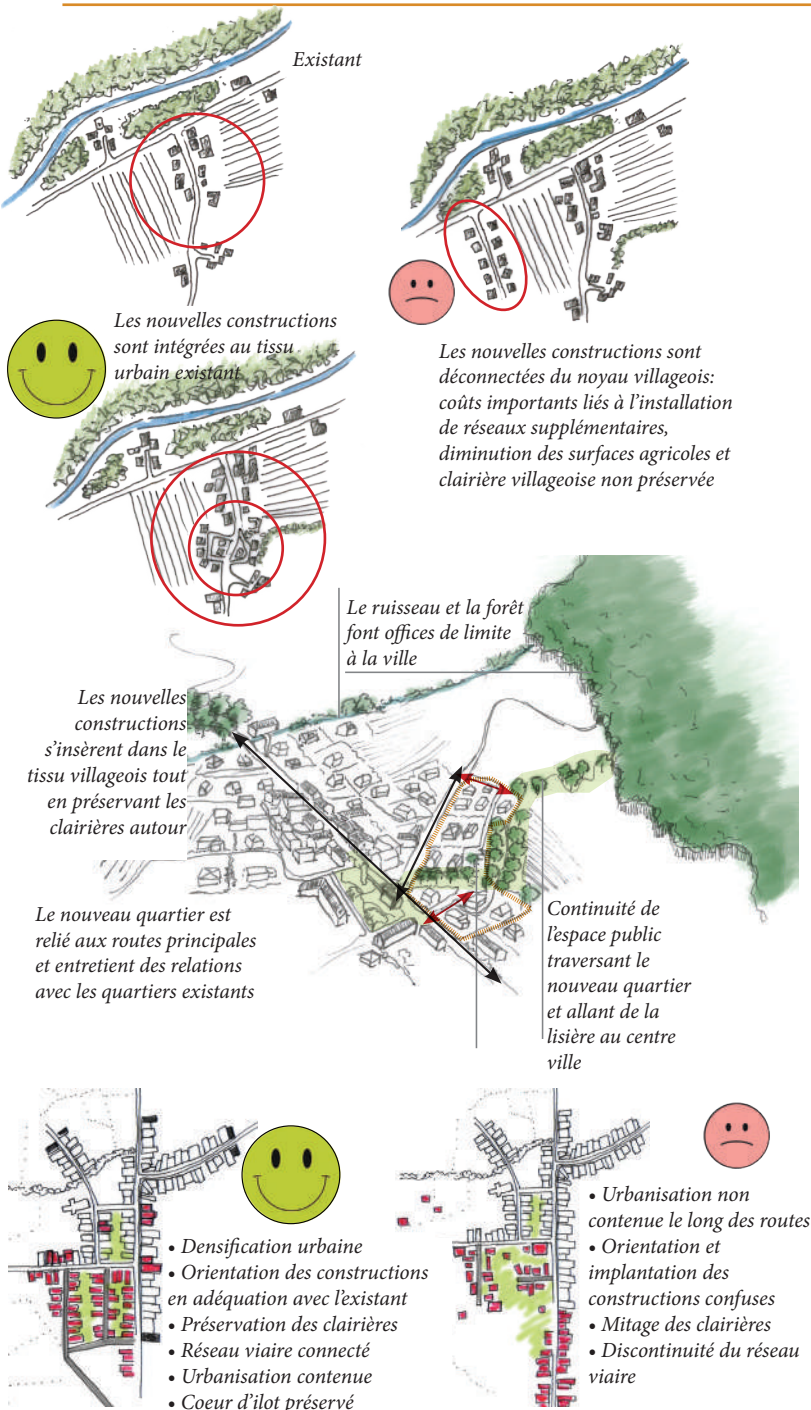 Existant
Les nouvelles constructions
sont intégrées au tissu
urbain existant
Les nouvelles constructions sont
déconnectées du noyau villageois:
coûts importants liés à l'installation
de réseaux supplémentaires,
diminution des surfaces agricoles et
clairière villageoise non préservée
Le ruisseau et la forêt
font offices de limite
à la ville
Les nouvelles
constructions
s'insèrent dans le
tissu villageois tout
en préservant les
clairières autour
Le nouveau quartier est
relié aux routes principales
et entretient des relations
avec les quartiers existants
Continuité de
l'espace public
traversant le
nouveau quartier
et allant de la
lisière au centre
ville
• Densification urbaine
• Orientation des constructions
en adéquation avec l'existant
• Préservation des clairières
• Réseau viaire connecté
• Urbanisation contenue
• Coeur d'ilot préservé
• Urbanisation non
contenue le long des routes
• Orientation et
implantation des
constructions confuses
• Mitage des clairières
• Discontinuité du réseau
viaire